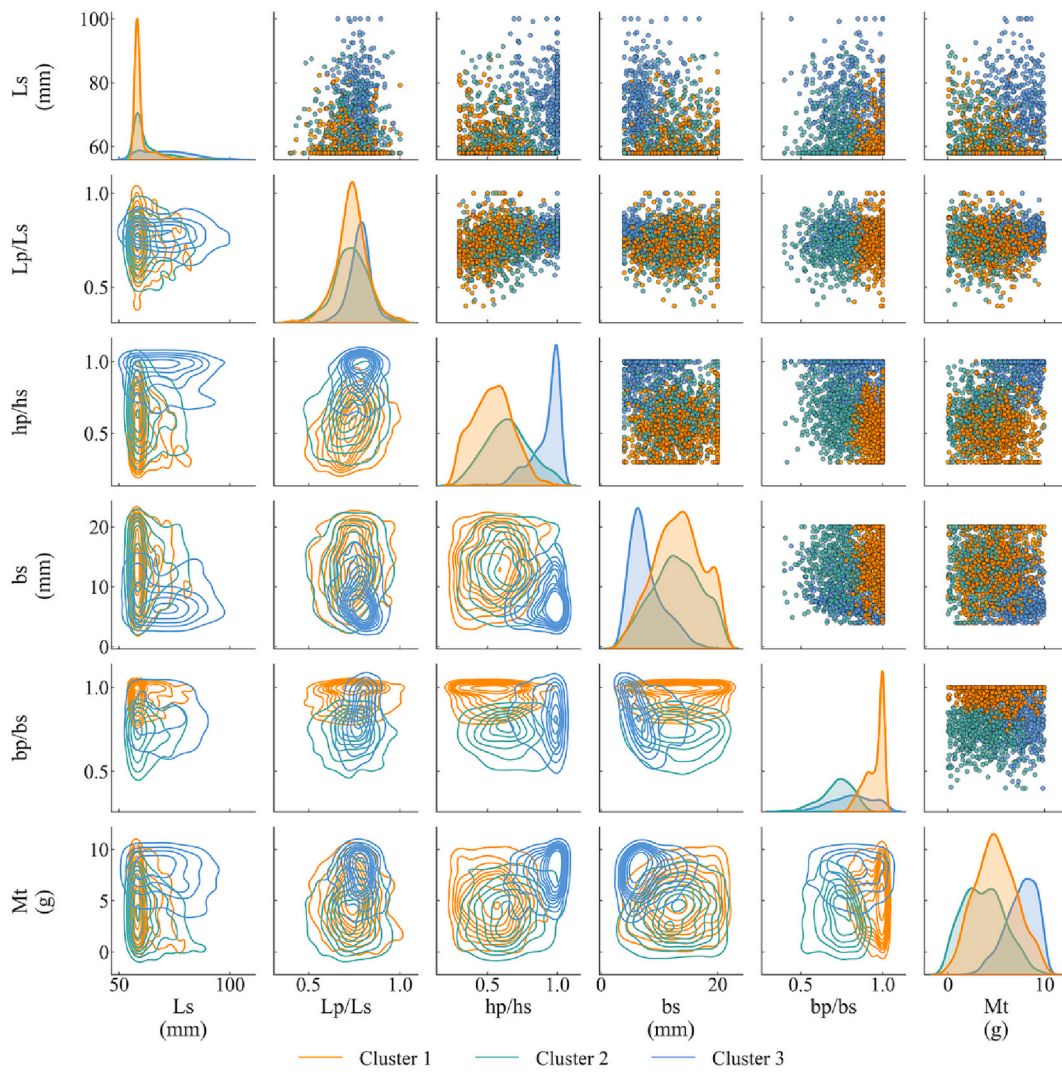 100
80
60
Ls
(mm)
1.0
0.5
Lp/Ls
1.0
0.5
hp/hs
20
10
0
bs
(mm)
1.0
0.5
bp/bs
10
5
0
Mt
(g)
50 100 0.5 1.0 0.5 1.0 0 20 0.5 1.0 0 10
Ls Lp/Ls hp/hs bs bp/bs Mt
(mm) (mm) (g)
Cluster 1 Cluster 2 Cluster 3